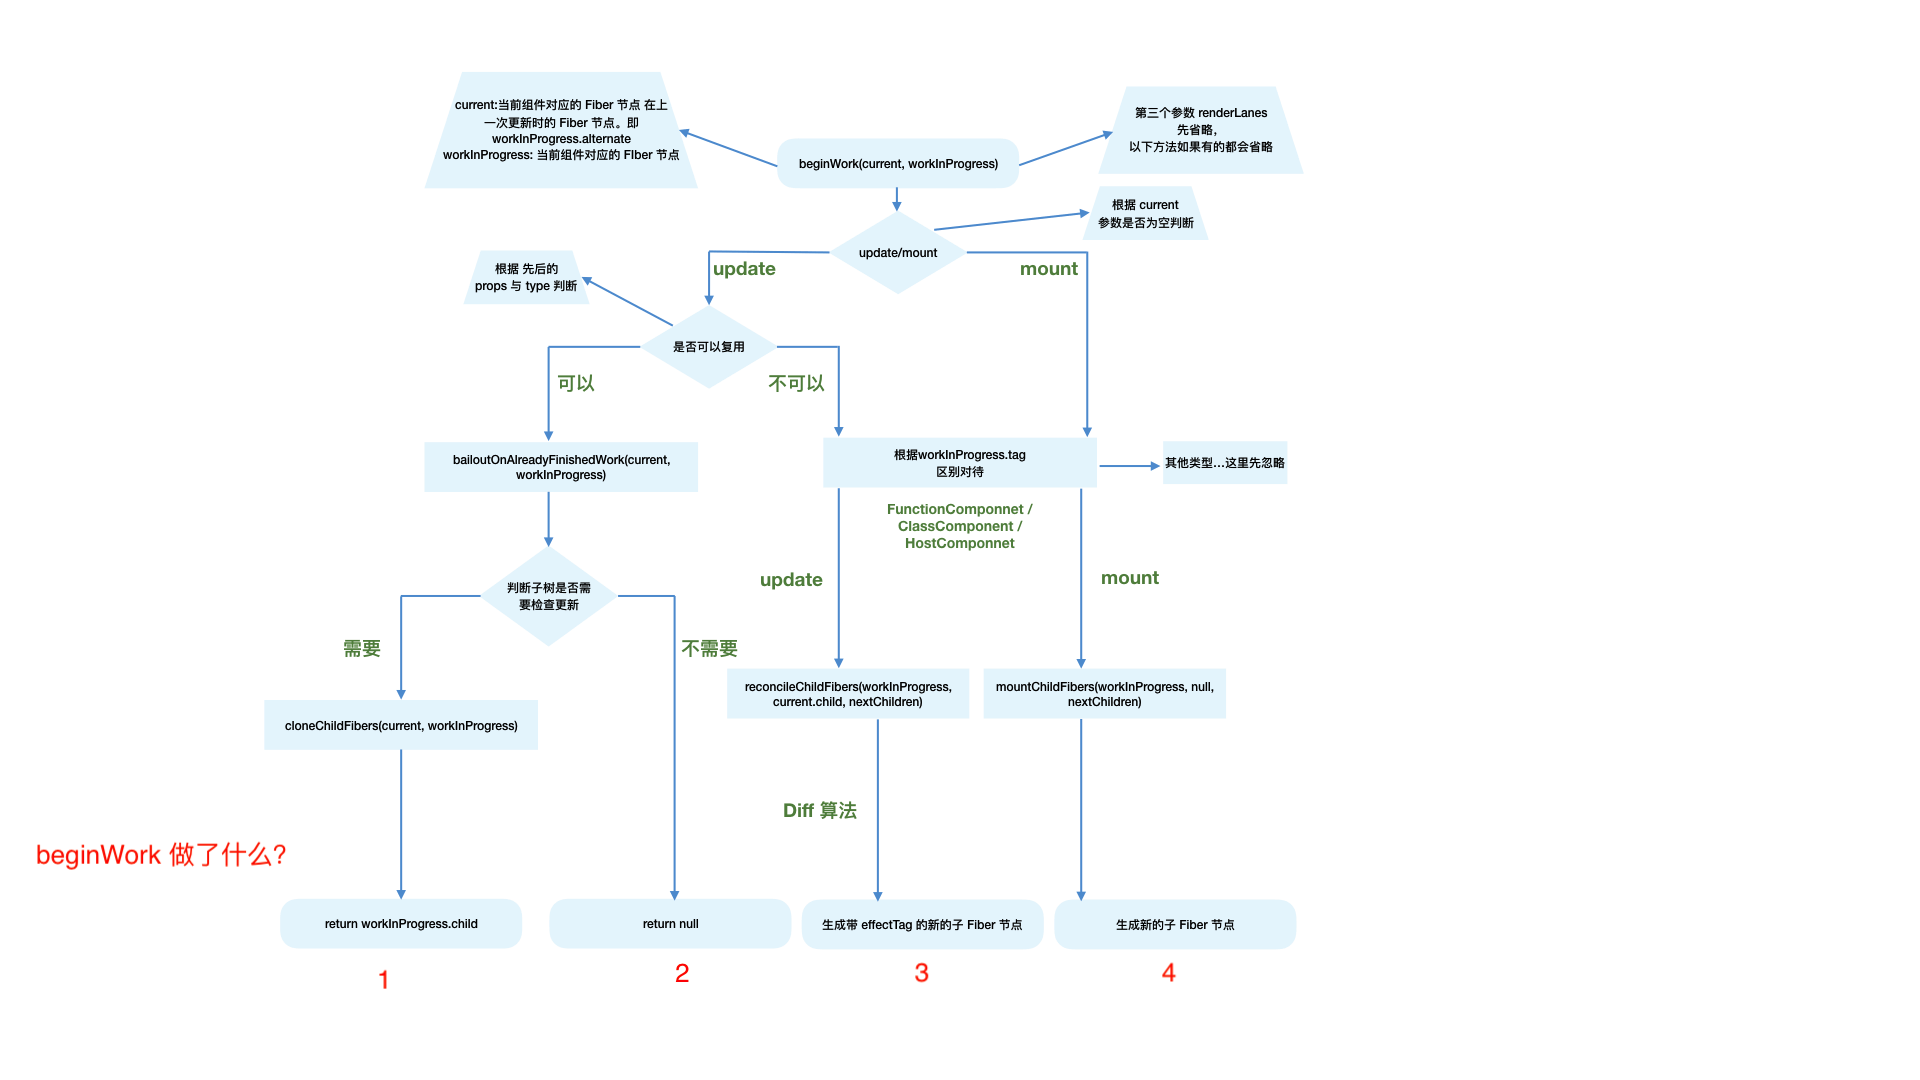 current:当前组件对应的 Fiber 节点 在上
一次更新时的 Fiber 节点。即
workInProgress.alternate
workInProgress: 当前组件对应的 FIber 节点
beginWork(current, workInProgress)
第三个参数 renderLanes
先省略，
以下方法如果有的都会省略
根据 current
参数是否为空判断
update/mount
update
mount
根据 先后的
props 与 type 判断
是否可以复用
可以
不可以
bailoutOnAlreadyFinishedWork(current,
workInProgress)
根据workInProgress.tag
区别对待
其他类型...这里先忽略
FunctionComponnet /
ClassComponent /
HostComponnet
判断子树是否需
要检查更新
update
mount
需要
不需要
reconcileChildFibers(workInProgress,
current.child, nextChildren)
mountChildFibers(workInProgress, null,
nextChildren)
cloneChildFibers(current, workInProgress)
Diff 算法
beginWork 做了什么?
return workInProgress.child
return null
生成带 effectTag 的新的子 Fiber 节点
生成新的子 Fiber 节点
1
2
3
4